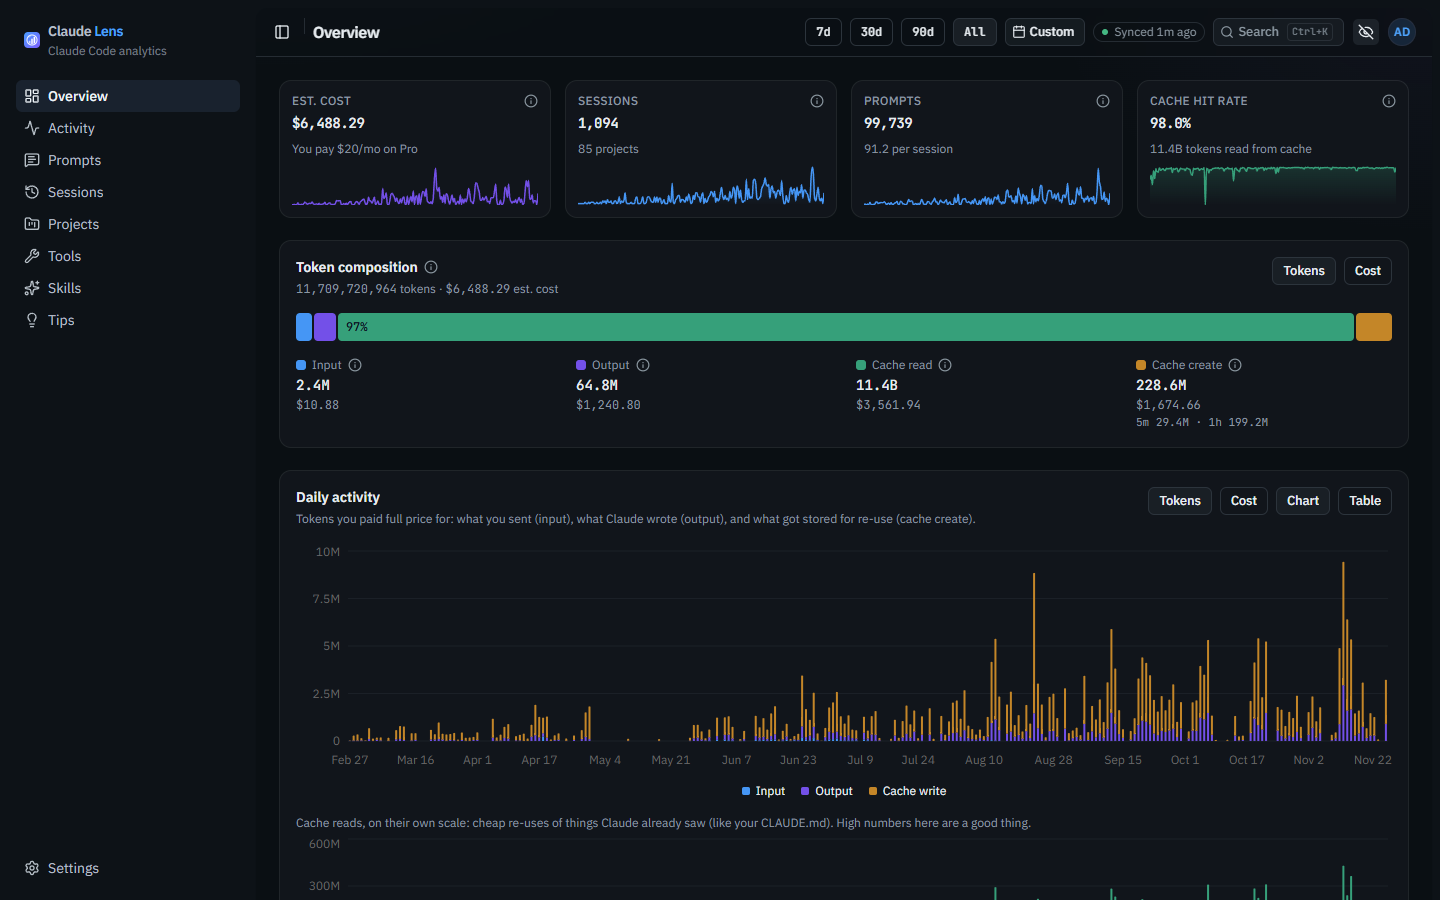 Claude Lens
Claude Code analytics
Overview
Activity
Prompts
Sessions
Projects
Tools
Skills
Tips
Settings
Overview
7d 30d 90d All Custom Synced 1m ago Search Ctrl+K AD
EST. COST
$6,488.29
You pay $20/mo on Pro
SESSIONS
1,094
85 projects
PROMPTS
99,739
91.2 per session
CACHE HIT RATE
98.0%
11.4B tokens read from cache
Token composition
11,709,720,964 tokens · $6,488.29 est. cost
Tokens Cost
97%
Input
2.4M
$10.88
Output
64.8M
$1,240.80
Cache read
11.4B
$3,561.94
Cache create
228.6M
$1,674.66
5m 29.4M · 1h 199.2M
Daily activity
Tokens you paid full price for: what you sent (input), what Claude wrote (output), and what got stored for re-use (cache create).
Tokens Cost Chart Table
10M
7.5M
5M
2.5M
0
Feb 27 Mar 16 Apr 1 Apr 17 May 4 May 21 Jun 7 Jun 23 Jul 9 Jul 24 Aug 10 Aug 28 Sep 15 Oct 1 Oct 17 Nov 2 Nov 22
Input Output Cache write
Cache reads, on their own scale: cheap re-uses of things Claude already saw (like your CLAUDE.md). High numbers here are a good thing.
600M
300M